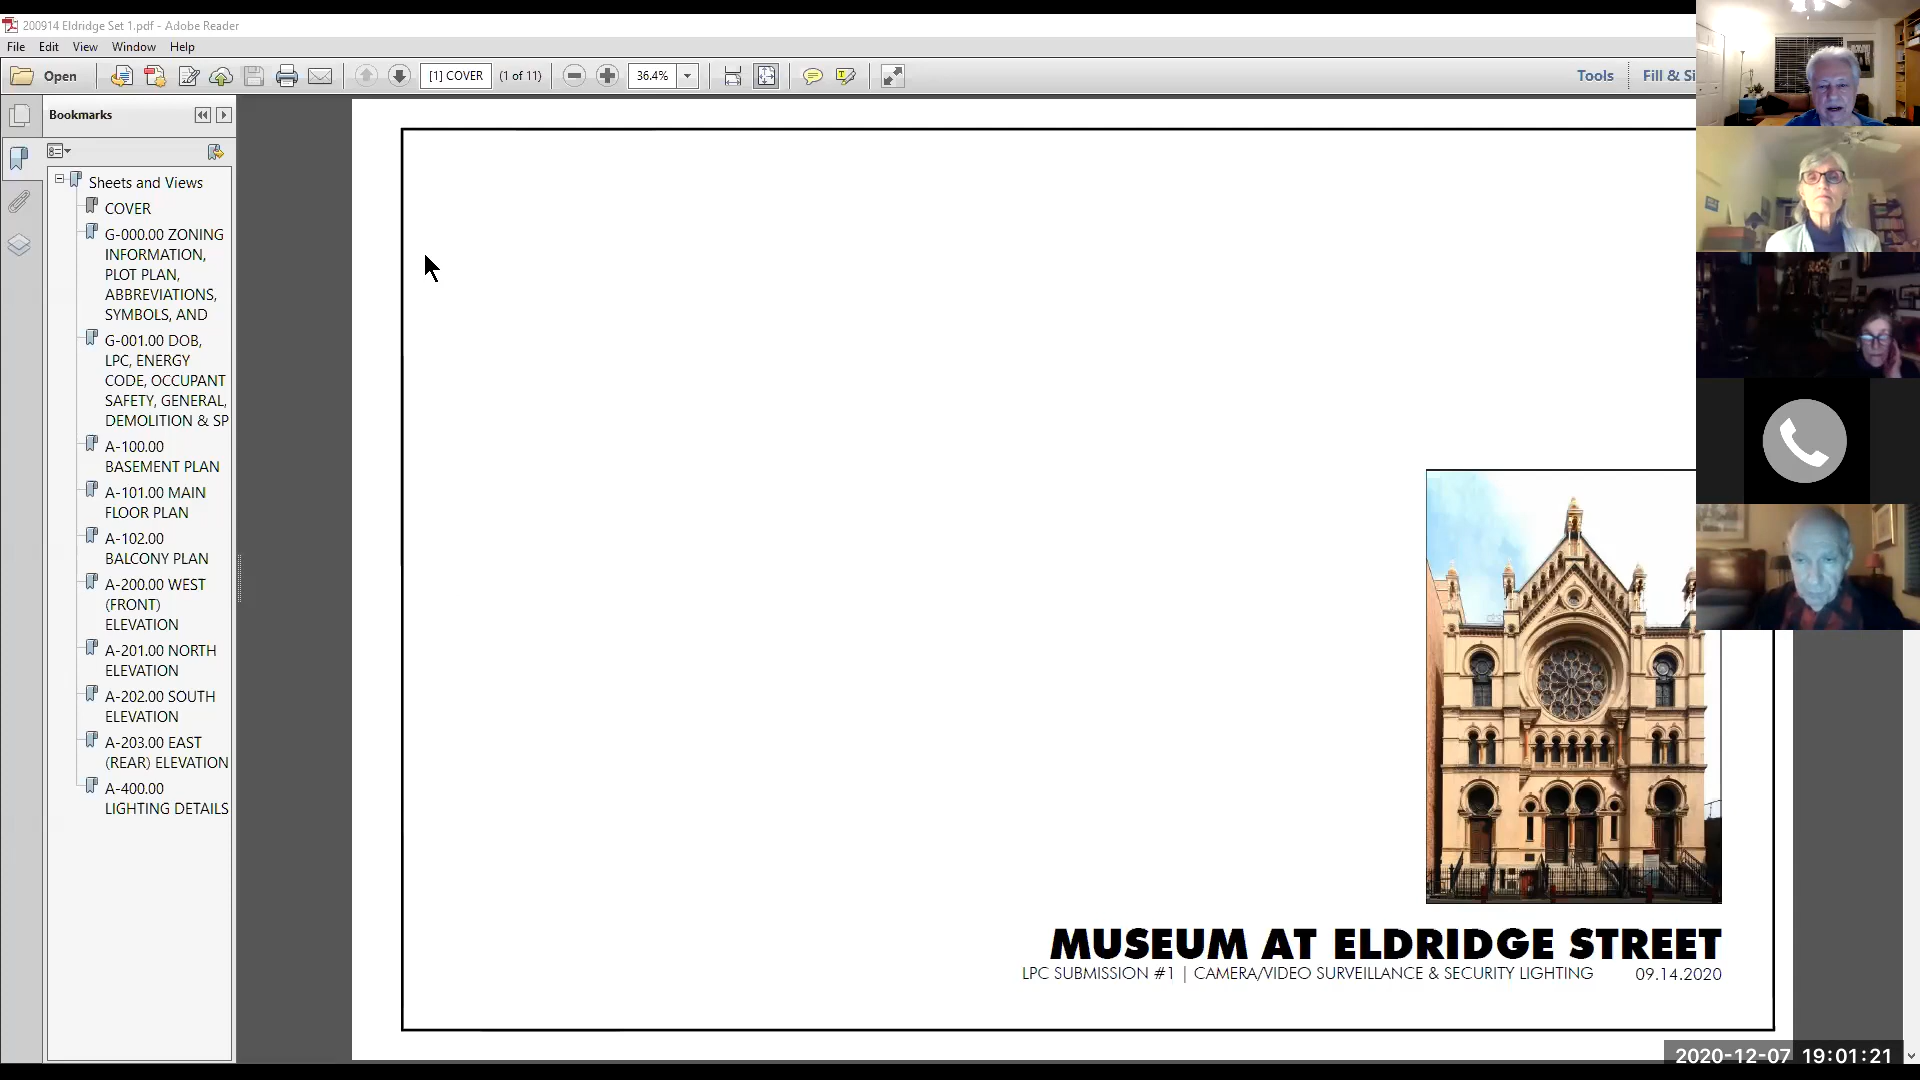 200914 Eldridge Set 1.pdf - Adobe Reader
File Edit View Window Help
Open
[1] COVER
(1 of 11)
36.4%
Tools
Fill & Si
Bookmarks
Sheets and Views
COVER
G-000.00 ZONING
INFORMATION,
PLOT PLAN,
ABBREVIATIONS,
SYMBOLS, AND
G-001.00 DOB,
LPC, ENERGY
CODE, OCCUPANT
SAFETY, GENERAL,
DEMOLITION & SP
A-100.00
BASEMENT PLAN
A-101.00 MAIN
FLOOR PLAN
A-102.00
BALCONY PLAN
A-200.00 WEST
(FRONT)
ELEVATION
A-201.00 NORTH
ELEVATION
A-202.00 SOUTH
ELEVATION
A-203.00 EAST
(REAR) ELEVATION
A-400.00
LIGHTING DETAILS
MUSEUM AT ELDRIDGE STREET
LPC SUBMISSION #1 | CAMERA/VIDEO SURVEILLANCE & SECURITY LIGHTING 09.14.2020
2020-12-07 19:01:21